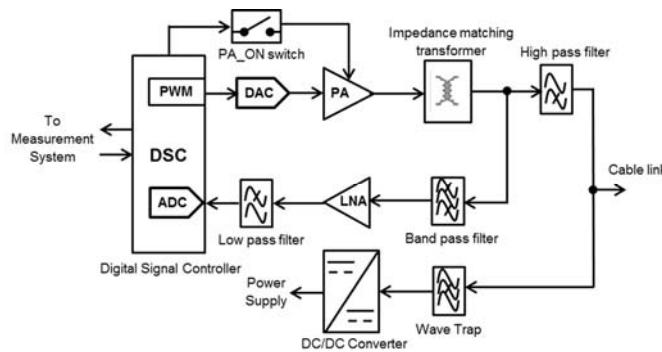 Impedance matching
transformer
High pass filter
PA_ON switch
PWM
DAC
PA
To
Measurement
System
DSC
Cable link
ADC
LNA
Low pass filter
Band pass filter
Digital Signal Controller
Power
Supply
Wave Trap
DC/DC Converter